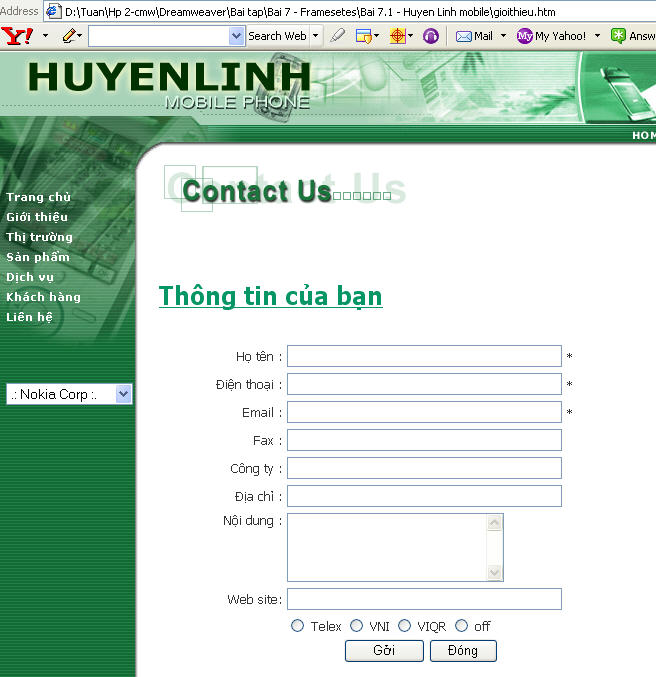 Address D:\Tuan\Hp 2-cmw\Dreamweaver\Bai tap\Bai 7 - Framesetes\Bai 7.1 - Huyen Linh mobile\gioithieu.htm
Y! Search Web Mail My My Yahoo! Answ
HUYENLINH
MOBILE PHONE
HOM
Contact Us
Trang chủ
Giới thiệu
Thị trường
Sản phẩm
Dịch vụ
Khách hàng
Liên hệ
.: Nokia Corp :.
Thông tin của bạn
Họ tên : *
Điện thoại : *
Email : *
Fax :
Công ty :
Địa chỉ :
Nội dung :
Web site:
Telex VNI VIQR off
Gởi Đóng